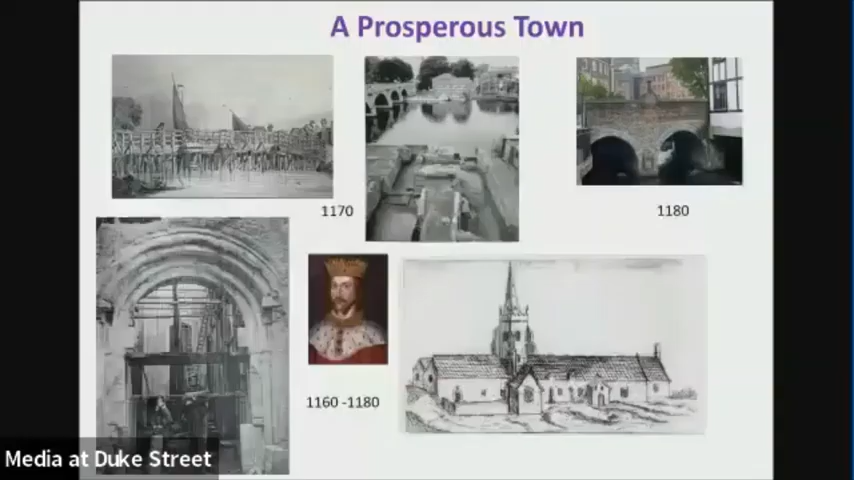 A Prosperous Town
1170
1180
1160 -1180
Media at Duke Street